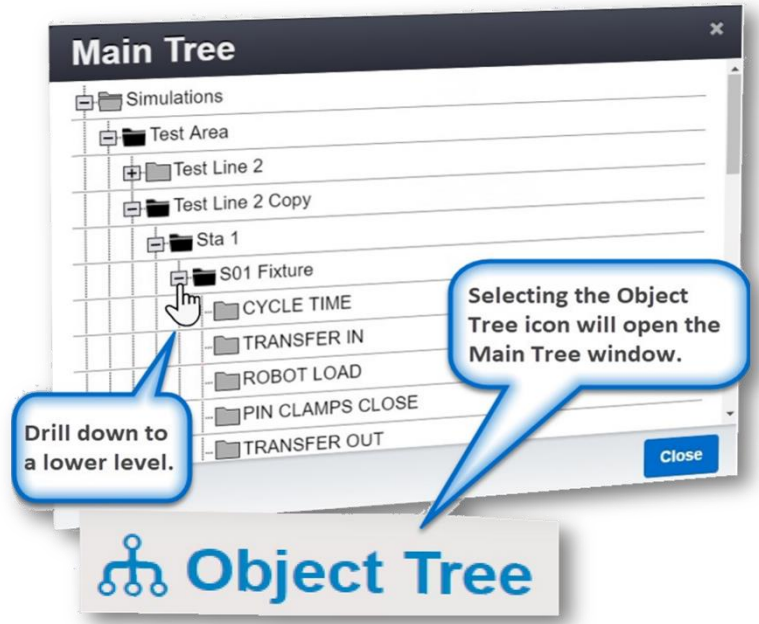 Main Tree
Simulations
Test Area
Test Line 2
Test Line 2 Copy
Sta 1
S01 Fixture
CYCLE TIME
TRANSFER IN
ROBOT LOAD
PIN CLAMPS CLOSE
TRANSFER OUT
Selecting the Object
Tree icon will open the
Main Tree window.
Drill down to
a lower level.
Close
Object Tree